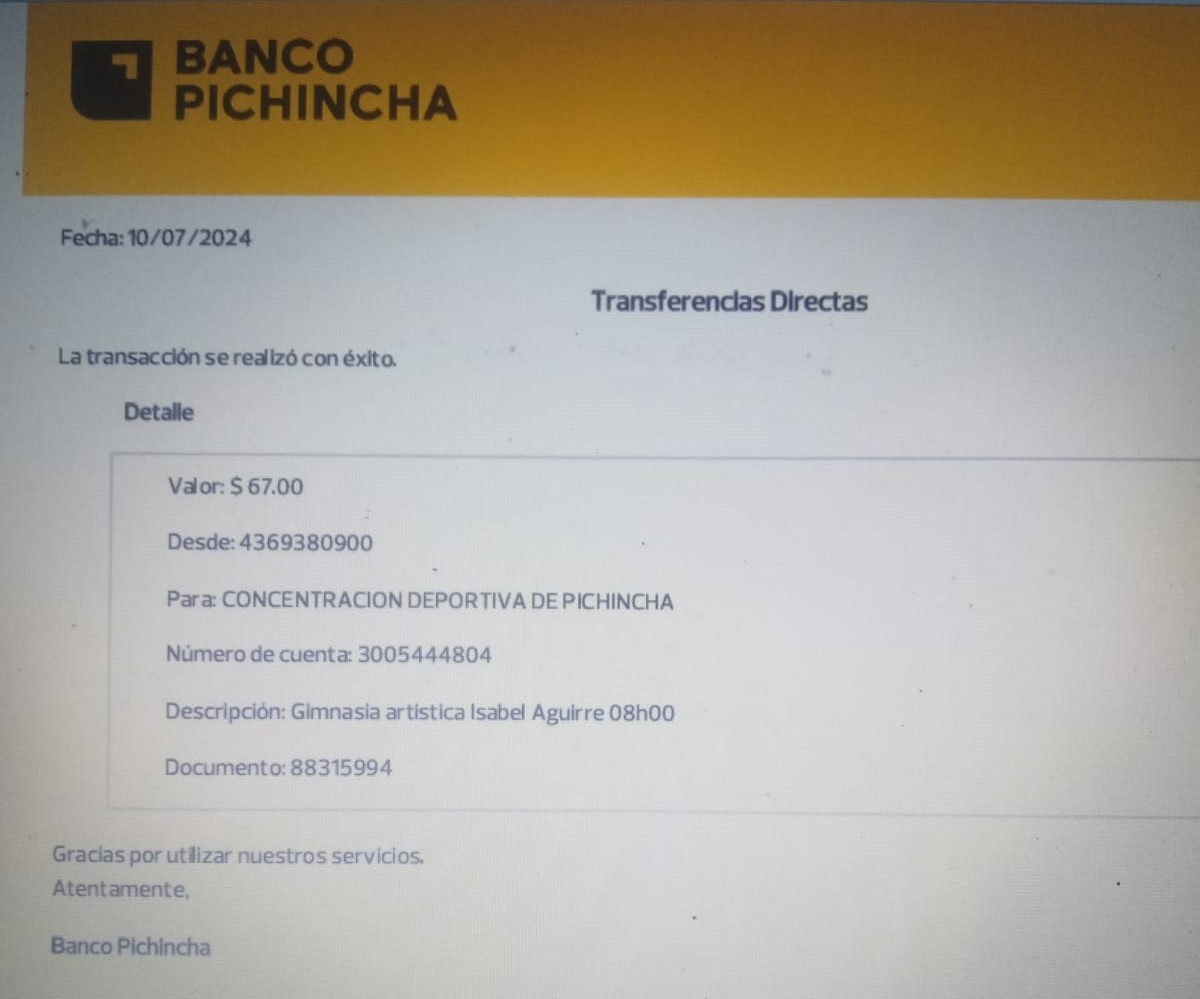 BANCO
PICHINCHA
Fecha: 10/07/2024
Transferencias Directas
La transacción se realizó con éxito.
Detalle
Valor: $ 67.00
Desde: 4369380900
Para: CONCENTRACION DEPORTIVA DE PICHINCHA
Número de cuenta: 3005444804
Descripción: Gimnasia artistica Isabel Aguirre 08h00
Documento: 88315994
Gracias por utilizar nuestros servicios.
Atentamente,
Banco Pichincha